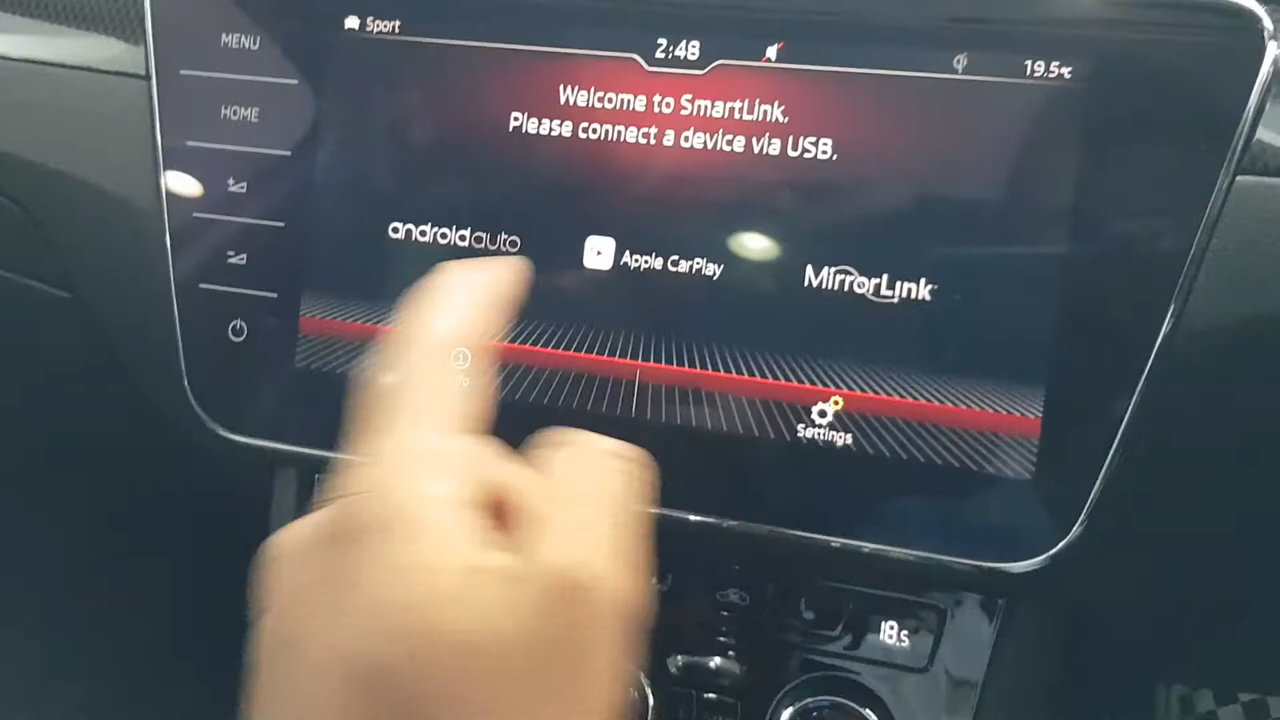 Sport
2:48
19.5°C
MENU
HOME
Welcome to SmartLink.
Please connect a device via USB.
androidauto
Apple CarPlay
MirrorLink
Info
Settings
18.5